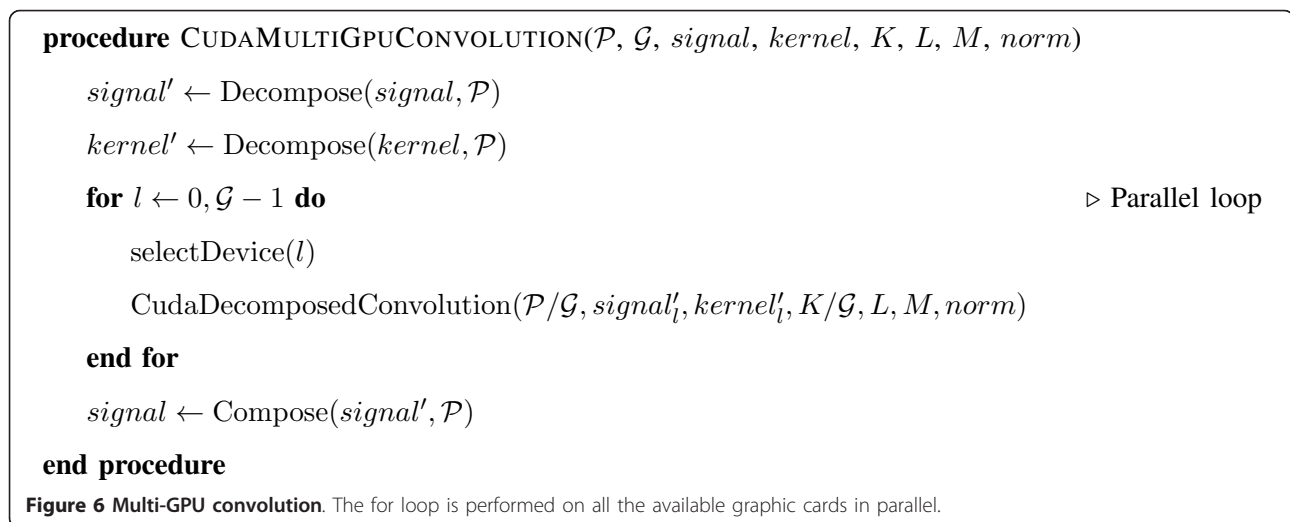 procedure CUDAMULTIGPUCONVOLUTION(𝒫, 𝒢, signal, kernel, K, L, M, norm)
signal′ ← Decompose(signal, 𝒫)
kernel′ ← Decompose(kernel, 𝒫)
for l ← 0, 𝒢 − 1 do ▷ Parallel loop
selectDevice(l)
CudaDecomposedConvolution(𝒫/𝒢, signal′ₗ, kernel′ₗ, K/𝒢, L, M, norm)
end for
signal ← Compose(signal′, 𝒫)
end procedure
Figure 6 Multi-GPU convolution. The for loop is performed on all the available graphic cards in parallel.